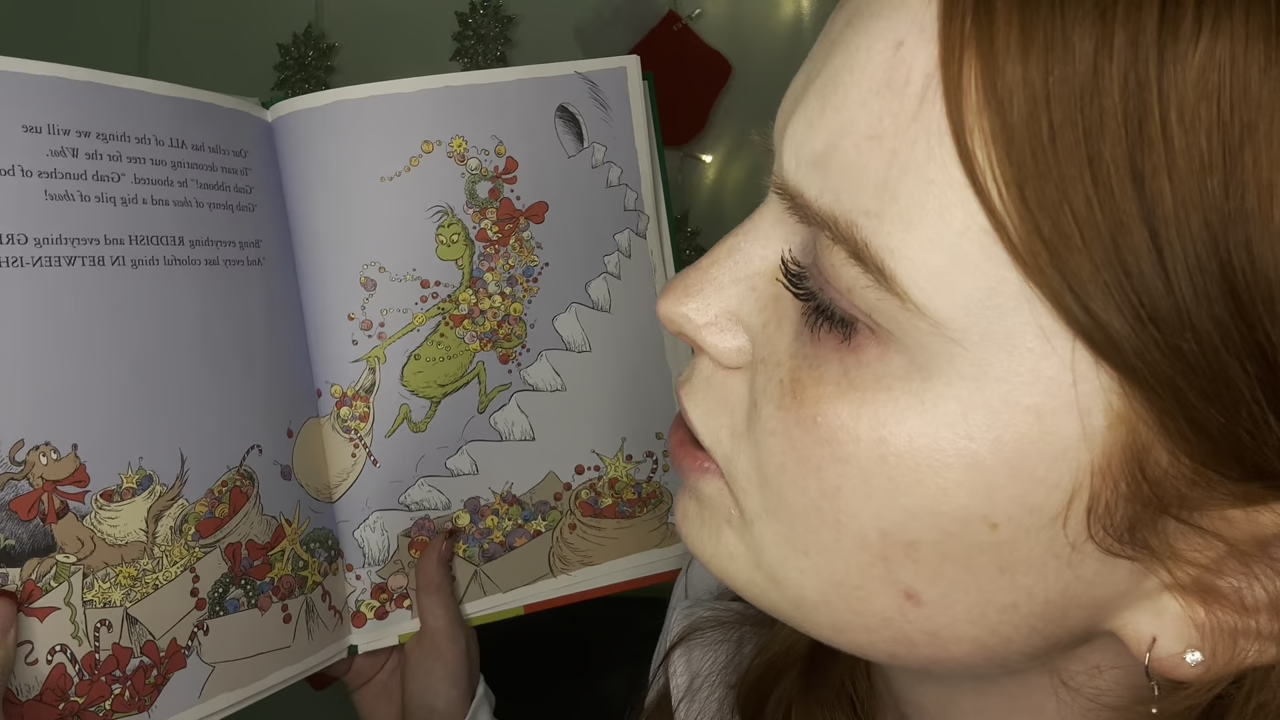 "Our cellar has ALL of the things we will use
"To start decorating our tree for the Whos.
"Grab ribbons!" he shouted. "Grab bunches of
"Grab plenty of these and a big pile of those!
"Bring everything REDDISH and everything
"And every last colorful thing IN BETWEEN-ISH